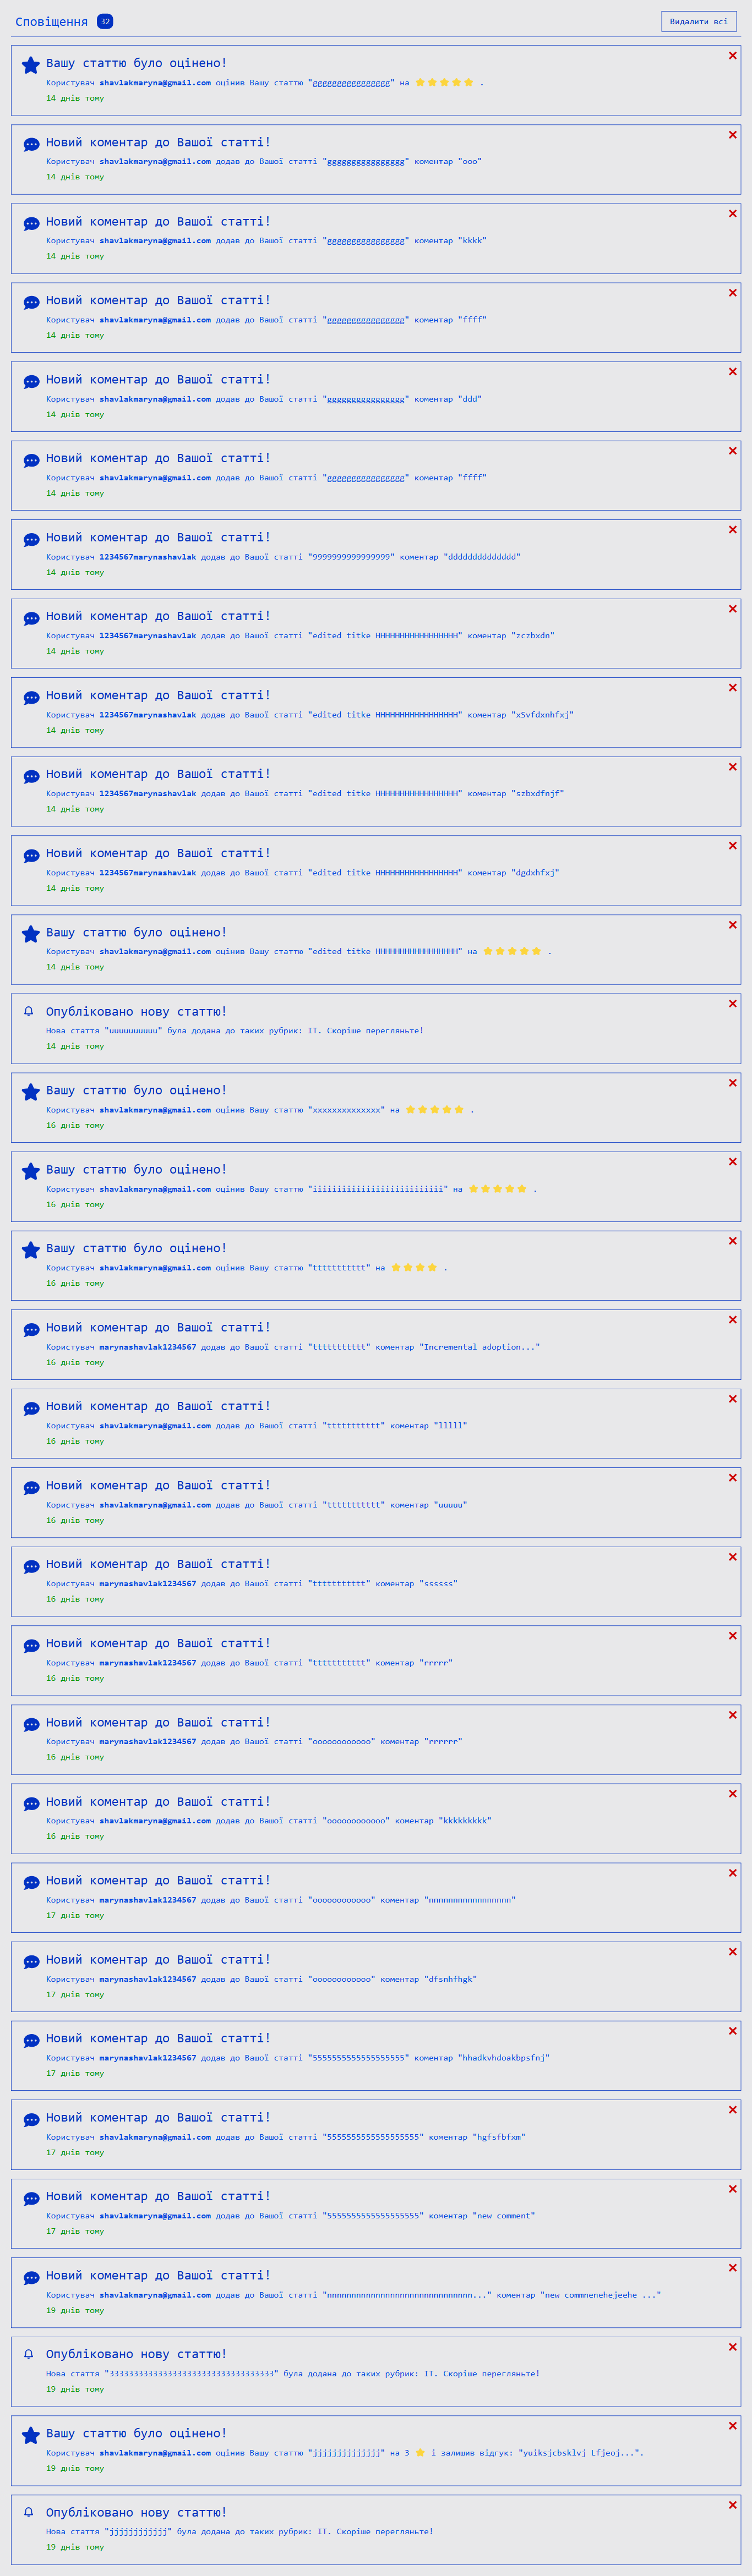 Сповіщення 32 Видалити всі
Вашу статтю було оцінено!
Користувач shavlakmaryna@gmail.com оцінив Вашу статтю "gggggggggggggggg" на ⭐⭐⭐⭐⭐ .
14 днів тому
Новий коментар до Вашої статті!
Користувач shavlakmaryna@gmail.com додав до Вашої статті "gggggggggggggggg" коментар "ooo"
14 днів тому
Новий коментар до Вашої статті!
Користувач shavlakmaryna@gmail.com додав до Вашої статті "gggggggggggggggg" коментар "kkkk"
14 днів тому
Новий коментар до Вашої статті!
Користувач shavlakmaryna@gmail.com додав до Вашої статті "gggggggggggggggg" коментар "ffff"
14 днів тому
Новий коментар до Вашої статті!
Користувач shavlakmaryna@gmail.com додав до Вашої статті "gggggggggggggggg" коментар "ddd"
14 днів тому
Новий коментар до Вашої статті!
Користувач shavlakmaryna@gmail.com додав до Вашої статті "gggggggggggggggg" коментар "ffff"
14 днів тому
Новий коментар до Вашої статті!
Користувач 1234567marynashavlak додав до Вашої статті "9999999999999999" коментар "dddddddddddddd"
14 днів тому
Новий коментар до Вашої статті!
Користувач 1234567marynashavlak додав до Вашої статті "edited titke HHHHHHHHHHHHHHHHH" коментар "zczbxdn"
14 днів тому
Новий коментар до Вашої статті!
Користувач 1234567marynashavlak додав до Вашої статті "edited titke HHHHHHHHHHHHHHHHH" коментар "xSvfdxnhfxj"
14 днів тому
Новий коментар до Вашої статті!
Користувач 1234567marynashavlak додав до Вашої статті "edited titke HHHHHHHHHHHHHHHHH" коментар "szbxdfnjf"
14 днів тому
Новий коментар до Вашої статті!
Користувач 1234567marynashavlak додав до Вашої статті "edited titke HHHHHHHHHHHHHHHHH" коментар "dgdxhfxj"
14 днів тому
Вашу статтю було оцінено!
Користувач shavlakmaryna@gmail.com оцінив Вашу статтю "edited titke HHHHHHHHHHHHHHHHH" на ⭐⭐⭐⭐⭐ .
14 днів тому
Опубліковано нову статтю!
Нова стаття "uuuuuuuuuu" була додана до таких рубрик: IT. Скоріше перегляньте!
14 днів тому
Вашу статтю було оцінено!
Користувач shavlakmaryna@gmail.com оцінив Вашу статтю "xxxxxxxxxxxxxx" на ⭐⭐⭐⭐⭐ .
16 днів тому
Вашу статтю було оцінено!
Користувач shavlakmaryna@gmail.com оцінив Вашу статтю "iiiiiiiiiiiiiiiiiiiiiiiiiii" на ⭐⭐⭐⭐⭐ .
16 днів тому
Вашу статтю було оцінено!
Користувач shavlakmaryna@gmail.com оцінив Вашу статтю "ttttttttttt" на ⭐⭐⭐⭐ .
16 днів тому
Новий коментар до Вашої статті!
Користувач marynashavlak1234567 додав до Вашої статті "ttttttttttt" коментар "Incremental adoption..."
16 днів тому
Новий коментар до Вашої статті!
Користувач shavlakmaryna@gmail.com додав до Вашої статті "ttttttttttt" коментар "lllll"
16 днів тому
Новий коментар до Вашої статті!
Користувач shavlakmaryna@gmail.com додав до Вашої статті "ttttttttttt" коментар "uuuuu"
16 днів тому
Новий коментар до Вашої статті!
Користувач marynashavlak1234567 додав до Вашої статті "ttttttttttt" коментар "ssssss"
16 днів тому
Новий коментар до Вашої статті!
Користувач marynashavlak1234567 додав до Вашої статті "ttttttttttt" коментар "rrrrr"
16 днів тому
Новий коментар до Вашої статті!
Користувач marynashavlak1234567 додав до Вашої статті "oooooooooooo" коментар "rrrrrr"
16 днів тому
Новий коментар до Вашої статті!
Користувач shavlakmaryna@gmail.com додав до Вашої статті "oooooooooooo" коментар "kkkkkkkkk"
16 днів тому
Новий коментар до Вашої статті!
Користувач marynashavlak1234567 додав до Вашої статті "oooooooooooo" коментар "nnnnnnnnnnnnnnnnn"
17 днів тому
Новий коментар до Вашої статті!
Користувач marynashavlak1234567 додав до Вашої статті "oooooooooooo" коментар "dfsnhfhgk"
17 днів тому
Новий коментар до Вашої статті!
Користувач marynashavlak1234567 додав до Вашої статті "5555555555555555555" коментар "hhadkvhdoakbpsfnj"
17 днів тому
Новий коментар до Вашої статті!
Користувач shavlakmaryna@gmail.com додав до Вашої статті "5555555555555555555" коментар "hgfsfbfxm"
17 днів тому
Новий коментар до Вашої статті!
Користувач shavlakmaryna@gmail.com додав до Вашої статті "5555555555555555555" коментар "new comment"
17 днів тому
Новий коментар до Вашої статті!
Користувач shavlakmaryna@gmail.com додав до Вашої статті "nnnnnnnnnnnnnnnnnnnnnnnnnnnnnn..." коментар "new commnenehejeehe ..."
19 днів тому
Опубліковано нову статтю!
Нова стаття "3333333333333333333333333333333333" була додана до таких рубрик: IT. Скоріше перегляньте!
19 днів тому
Вашу статтю було оцінено!
Користувач shavlakmaryna@gmail.com оцінив Вашу статтю "jjjjjjjjjjjjjj" на 3 ⭐ і залишив відгук: "yuiksjcbsklvj Lfjeoj...".
19 днів тому
Опубліковано нову статтю!
Нова стаття "jjjjjjjjjjjj" була додана до таких рубрик: IT. Скоріше перегляньте!
19 днів тому